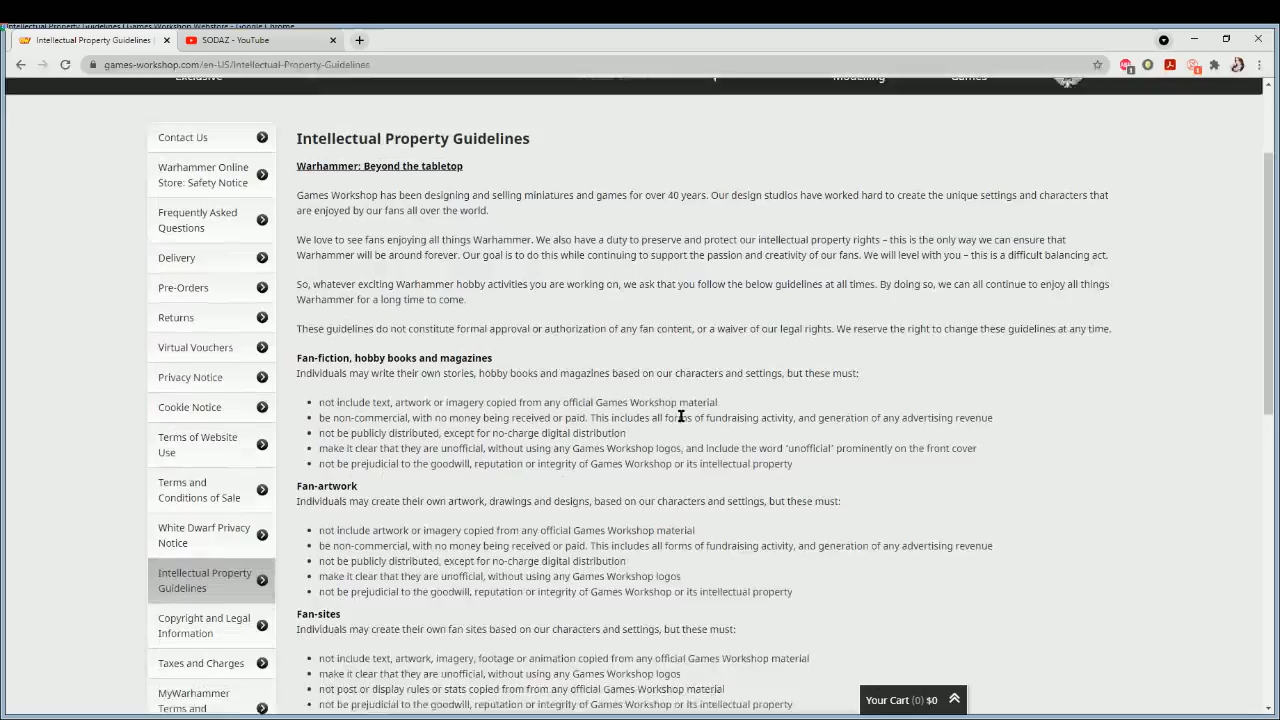 Intellectual Property Guidelines | Games Workshop Webstore - Google Chrome
Intellectual Property Guidelines |
SODAZ - YouTube
games-workshop.com/en-US/Intellectual-Property-Guidelines
Exclusive
Modelling
Games
Contact Us
Warhammer Online
Store: Safety Notice
Frequently Asked
Questions
Delivery
Pre-Orders
Returns
Virtual Vouchers
Privacy Notice
Cookie Notice
Terms of Website
Use
Terms and
Conditions of Sale
White Dwarf Privacy
Notice
Intellectual Property
Guidelines
Copyright and Legal
Information
Taxes and Charges
MyWarhammer
Terms and
Intellectual Property Guidelines
Warhammer: Beyond the tabletop
Games Workshop has been designing and selling miniatures and games for over 40 years. Our design studios have worked hard to create the unique settings and characters that
are enjoyed by our fans all over the world.
We love to see fans enjoying all things Warhammer. We also have a duty to preserve and protect our intellectual property rights – this is the only way we can ensure that
Warhammer will be around forever. Our goal is to do this while continuing to support the passion and creativity of our fans. We will level with you – this is a difficult balancing act.
So, whatever exciting Warhammer hobby activities you are working on, we ask that you follow the below guidelines at all times. By doing so, we can all continue to enjoy all things
Warhammer for a long time to come.
These guidelines do not constitute formal approval or authorization of any fan content, or a waiver of our legal rights. We reserve the right to change these guidelines at any time.
Fan-fiction, hobby books and magazines
Individuals may write their own stories, hobby books and magazines based on our characters and settings, but these must:
• not include text, artwork or imagery copied from any official Games Workshop material
• be non-commercial, with no money being received or paid. This includes all forms of fundraising activity, and generation of any advertising revenue
• not be publicly distributed, except for no-charge digital distribution
• make it clear that they are unofficial, without using any Games Workshop logos, and include the word 'unofficial' prominently on the front cover
• not be prejudicial to the goodwill, reputation or integrity of Games Workshop or its intellectual property
Fan-artwork
Individuals may create their own artwork, drawings and designs, based on our characters and settings, but these must:
• not include artwork or imagery copied from any official Games Workshop material
• be non-commercial, with no money being received or paid. This includes all forms of fundraising activity, and generation of any advertising revenue
• not be publicly distributed, except for no-charge digital distribution
• make it clear that they are unofficial, without using any Games Workshop logos
• not be prejudicial to the goodwill, reputation or integrity of Games Workshop or its intellectual property
Fan-sites
Individuals may create their own fan sites based on our characters and settings, but these must:
• not include text, artwork, imagery, footage or animation copied from any official Games Workshop material
• make it clear that they are unofficial, without using any Games Workshop logos
• not post or display rules or stats copied from from any official Games Workshop material
• not be prejudicial to the goodwill, reputation or integrity of Games Workshop or its intellectual property
Your Cart (0) $0